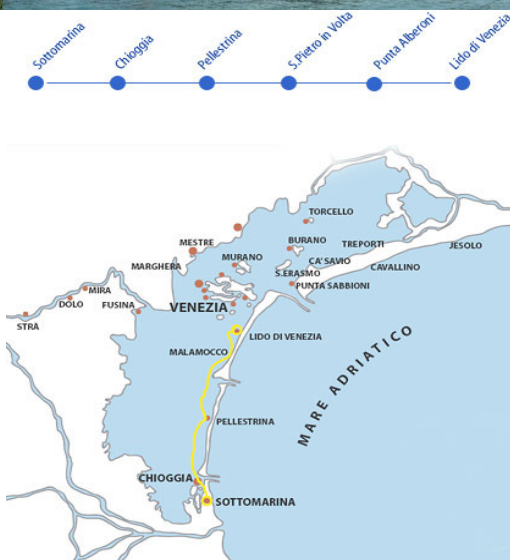 Sottomarina
Chioggia
Pellestrina
S.Pietro in Volta
Punta Alberoni
Lido di Venezia
TORCELLO
MESTRE
BURANO
TREPORTI
JESOLO
MURANO
CA' SAVIO
MARGHERA
S.ERASMO
CAVALLINO
PUNTA SABBIONI
MIRA
DOLO
FUSINA
VENEZIA
STRA
LIDO DI VENEZIA
MALAMOCCO
MARE ADRIATICO
PELLESTRINA
CHIOGGIA
SOTTOMARINA